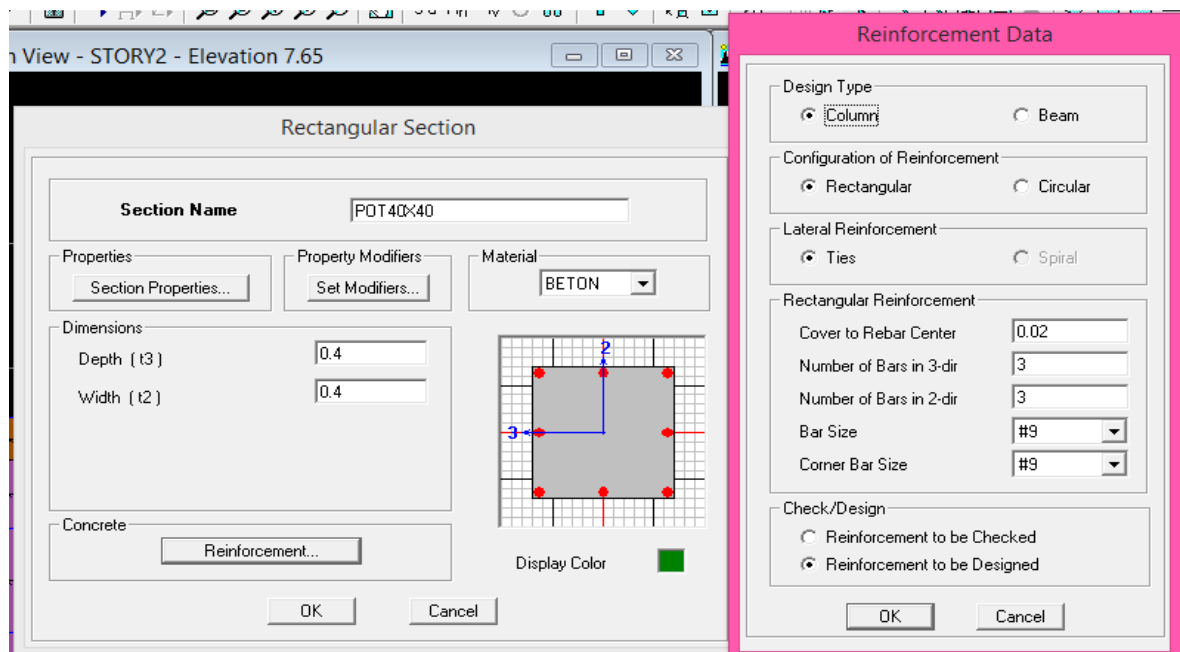 View - STORY2 - Elevation 7.65
Rectangular Section
Section Name
POT40X40
Properties
Section Properties...
Property Modifiers
Set Modifiers...
Material
BETON
Dimensions
Depth ( t3 )
0.4
Width ( t2 )
0.4
2
3
Concrete
Reinforcement...
Display Color
OK
Cancel
Reinforcement Data
Design Type
Column
Beam
Configuration of Reinforcement
Rectangular
Circular
Lateral Reinforcement
Ties
Spiral
Rectangular Reinforcement
Cover to Rebar Center
0.02
Number of Bars in 3-dir
3
Number of Bars in 2-dir
3
Bar Size
#9
Corner Bar Size
#9
Check/Design
Reinforcement to be Checked
Reinforcement to be Designed
OK
Cancel